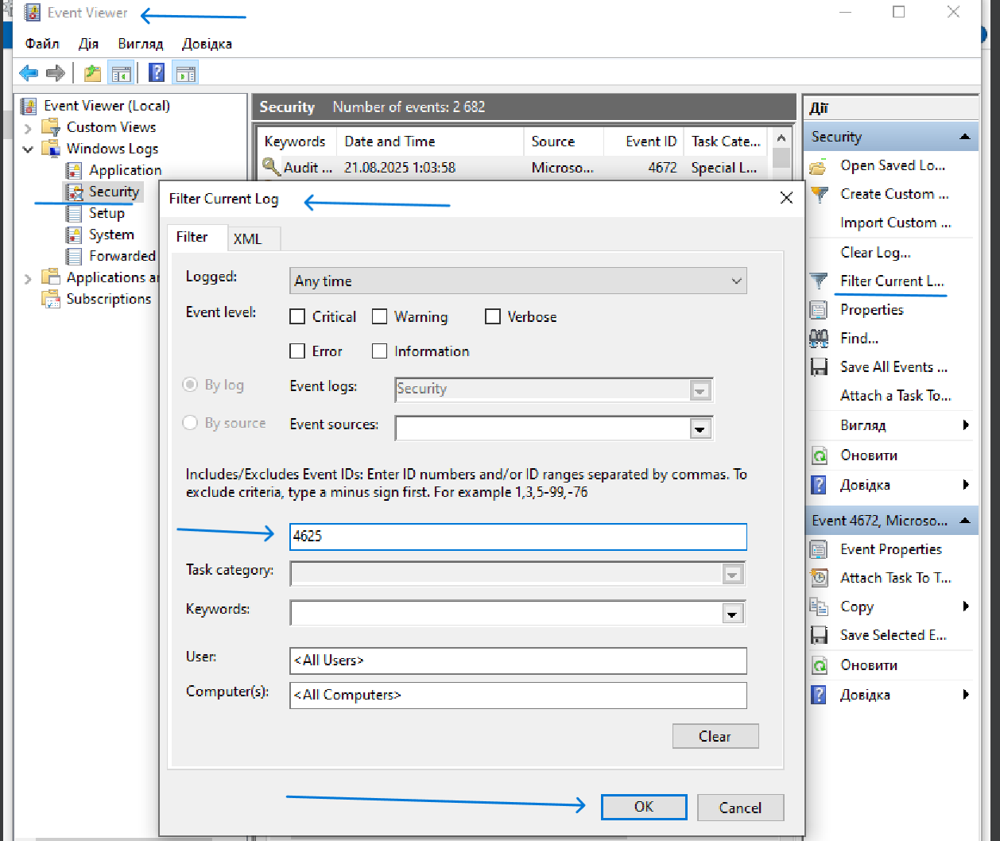 Event Viewer
Файл Дія Вигляд Довідка
Event Viewer (Local)
Custom Views
Windows Logs
Application
Security
Setup
System
Forwarded
Applications a
Subscriptions
Security Number of events: 2 682
Keywords Date and Time Source Event ID Task Cate...
Audit ... 21.08.2025 1:03:58 Microso... 4672 Special L...
Filter Current Log
Filter XML
Logged: Any time
Event level: Critical Warning Verbose
Error Information
By log Event logs: Security
By source Event sources:
Includes/Excludes Event IDs: Enter ID numbers and/or ID ranges separated by commas. To
exclude criteria, type a minus sign first. For example 1,3,5-99,-76
4625
Task category:
Keywords:
User: <All Users>
Computer(s): <All Computers>
Clear
OK Cancel
Дії
Security
Open Saved Lo...
Create Custom ...
Import Custom ...
Clear Log...
Filter Current L...
Properties
Find...
Save All Events ...
Attach a Task To...
Вигляд
Оновити
Довідка
Event 4672, Microso...
Event Properties
Attach Task To T...
Copy
Save Selected E...
Оновити
Довідка